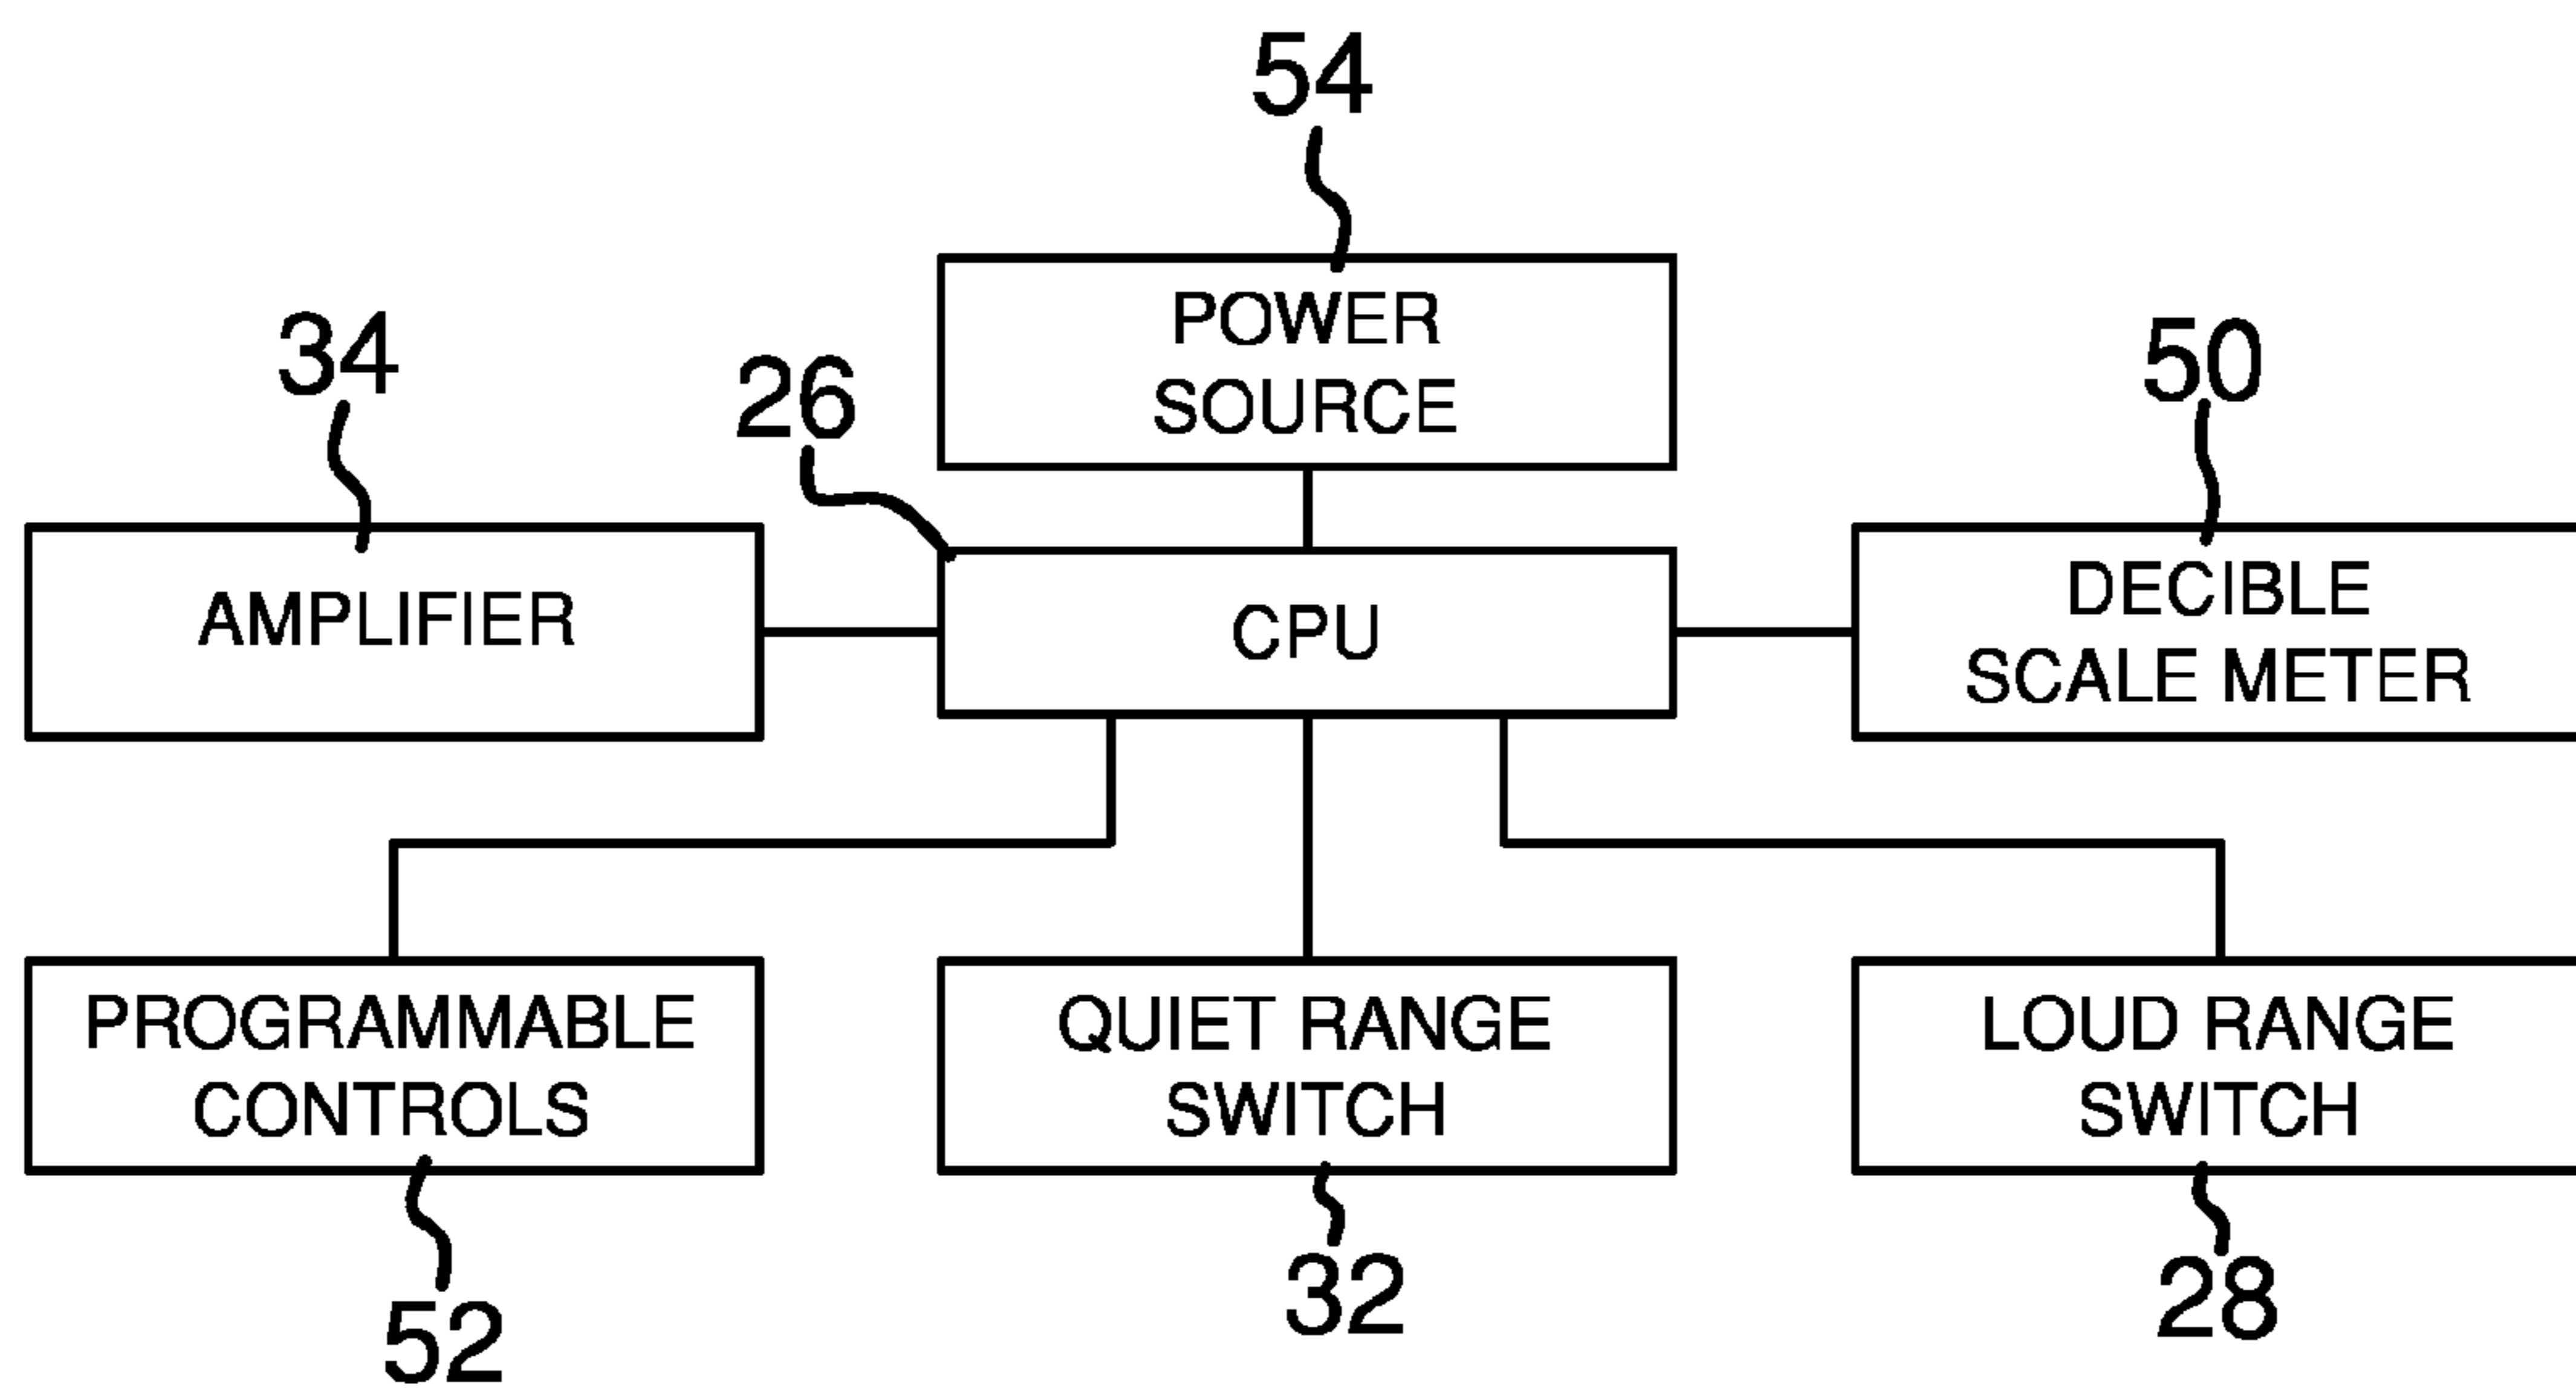 54
POWER
SOURCE
34
26
50
AMPLIFIER
CPU
DECIBLE
SCALE METER
PROGRAMMABLE
CONTROLS
QUIET RANGE
SWITCH
LOUD RANGE
SWITCH
52
32
28